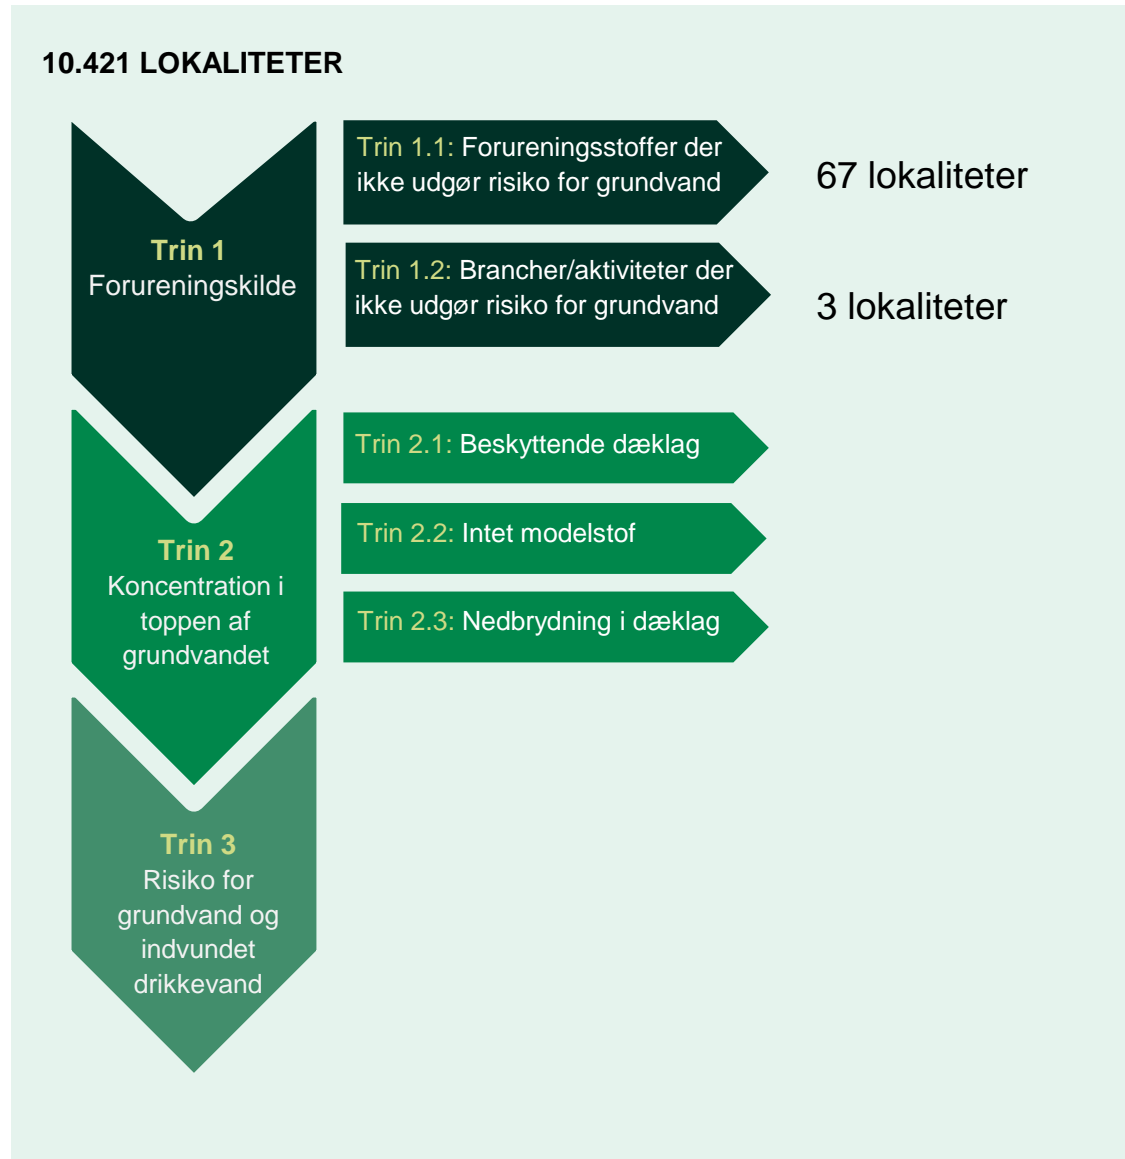 10.421 LOKALITETER
Trin 1
Forureningskilde
Trin 1.1: Forureningsstoffer der
ikke udgør risiko for grundvand
67 lokaliteter
Trin 1.2: Brancher/aktiviteter der
ikke udgør risiko for grundvand
3 lokaliteter
Trin 2
Koncentration i
toppen af
grundvandet
Trin 2.1: Beskyttende dæklag
Trin 2.2: Intet modelstof
Trin 2.3: Nedbrydning i dæklag
Trin 3
Risiko for
grundvand og
indvundet
drikkevand